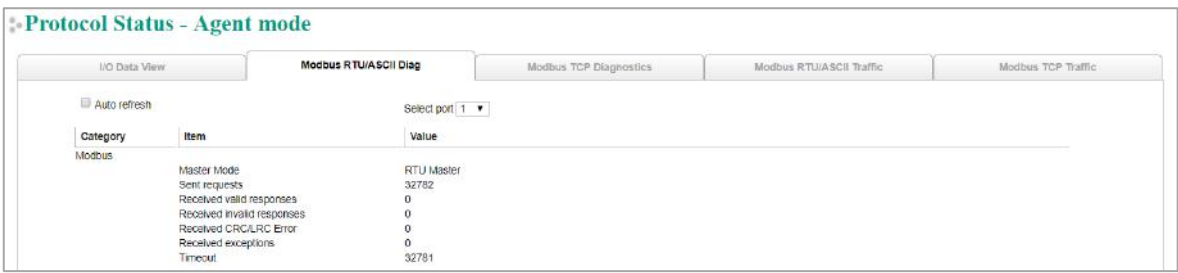 Protocol Status - Agent mode
I/O Data View Modbus RTU/ASCII Diag Modbus TCP Diagnostics Modbus RTU/ASCII Traffic Modbus TCP Traffic
Auto refresh Select port 1
Category Item Value
Modbus
Master Mode RTU Master
Sent requests 32782
Received valid responses 0
Received invalid responses 0
Received CRC/LRC Error 0
Received exceptions 0
Timeout 32781